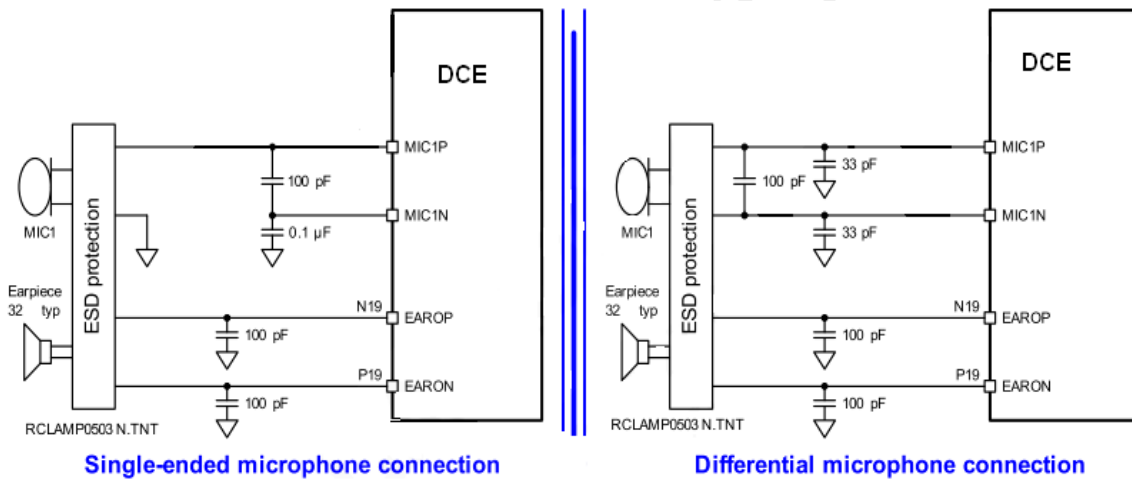 DCE
MIC1P
100 pF
MIC1N
0.1 µF
MIC1
ESD protection
Earpiece
32 typ
N19
EAROP
100 pF
P19
EARON
100 pF
RCLAMP0503 N.TNT
Single-ended microphone connection
DCE
MIC1P
33 pF
100 pF
MIC1N
33 pF
MIC1
ESD protection
Earpiece
32 typ
N19
EAROP
100 pF
P19
EARON
100 pF
RCLAMP0503 N.TNT
Differential microphone connection